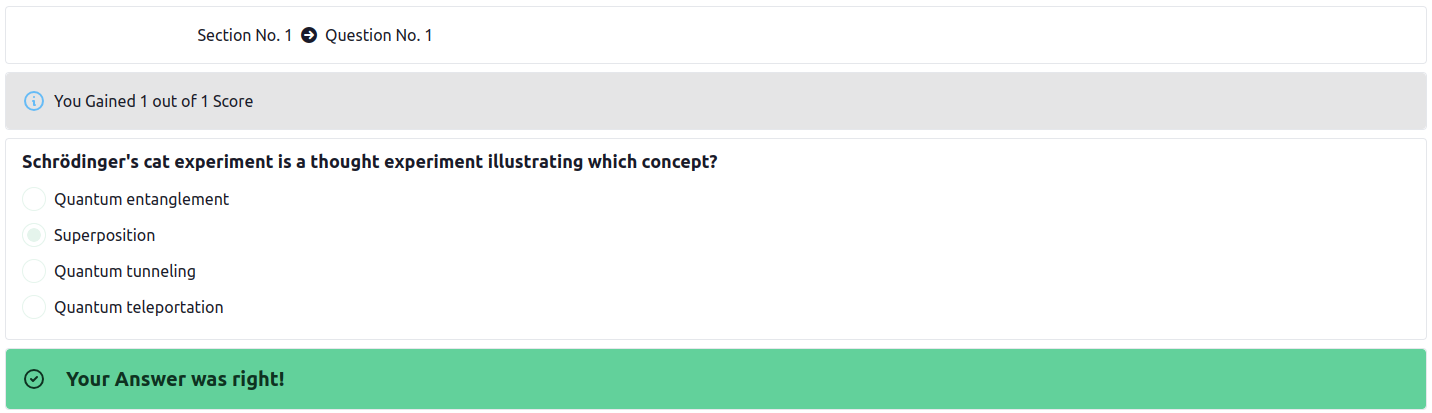 Section No. 1 Question No. 1
You Gained 1 out of 1 Score
Schrödinger's cat experiment is a thought experiment illustrating which concept?
Quantum entanglement
Superposition
Quantum tunneling
Quantum teleportation
Your Answer was right!